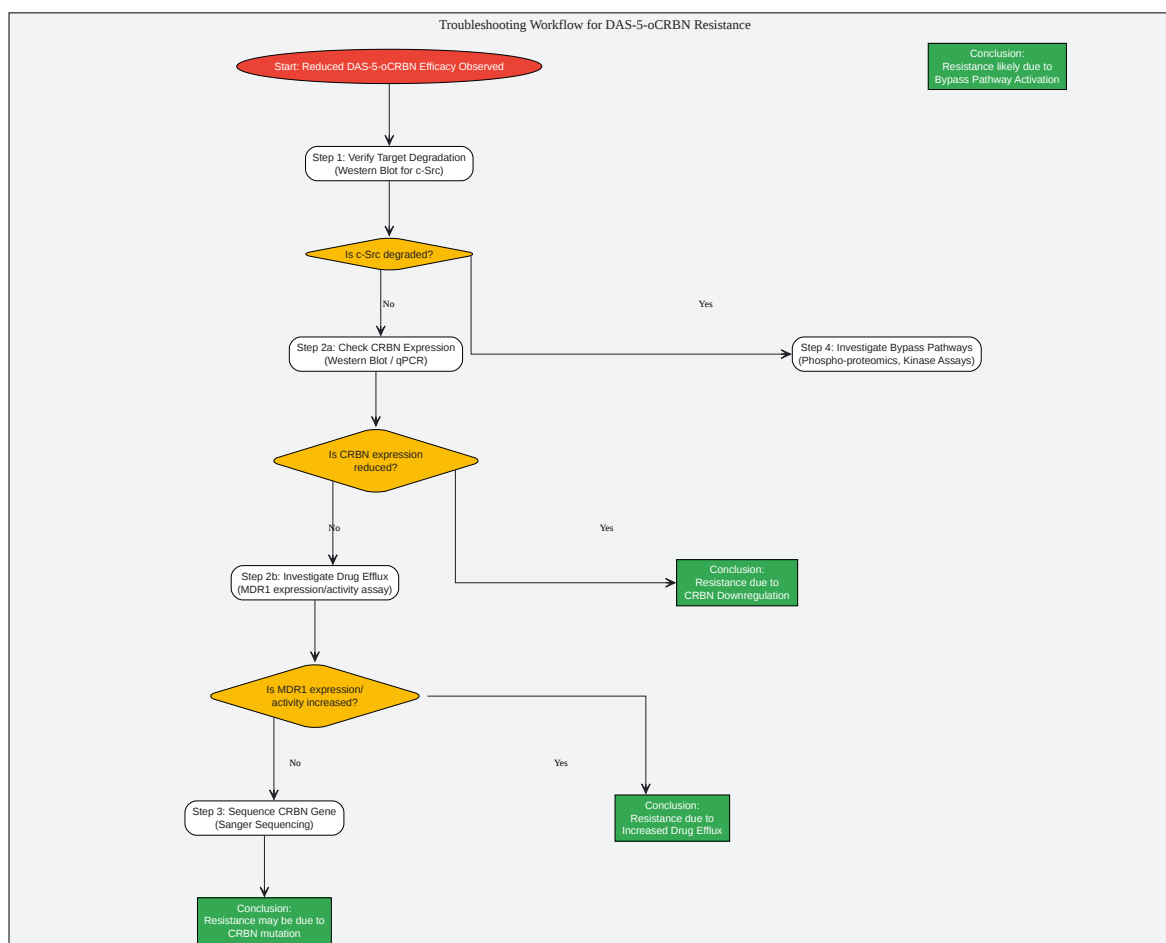 Troubleshooting Workflow for DAS-5-oCRBN Resistance
Start: Reduced DAS-5-oCRBN Efficacy Observed
Conclusion:
Resistance likely due to
Bypass Pathway Activation
Step 1: Verify Target Degradation
(Western Blot for c-Src)
Is c-Src degraded?
No
Yes
Step 2a: Check CRBN Expression
(Western Blot / qPCR)
Step 4: Investigate Bypass Pathways
(Phospho-proteomics, Kinase Assays)
Is CRBN expression
reduced?
No
Yes
Step 2b: Investigate Drug Efflux
(MDR1 expression/activity assay)
Conclusion:
Resistance due to
CRBN Downregulation
Is MDR1 expression/
activity increased?
No
Yes
Step 3: Sequence CRBN Gene
(Sanger Sequencing)
Conclusion:
Resistance due to
Increased Drug Efflux
Conclusion:
Resistance may be due to
CRBN mutation